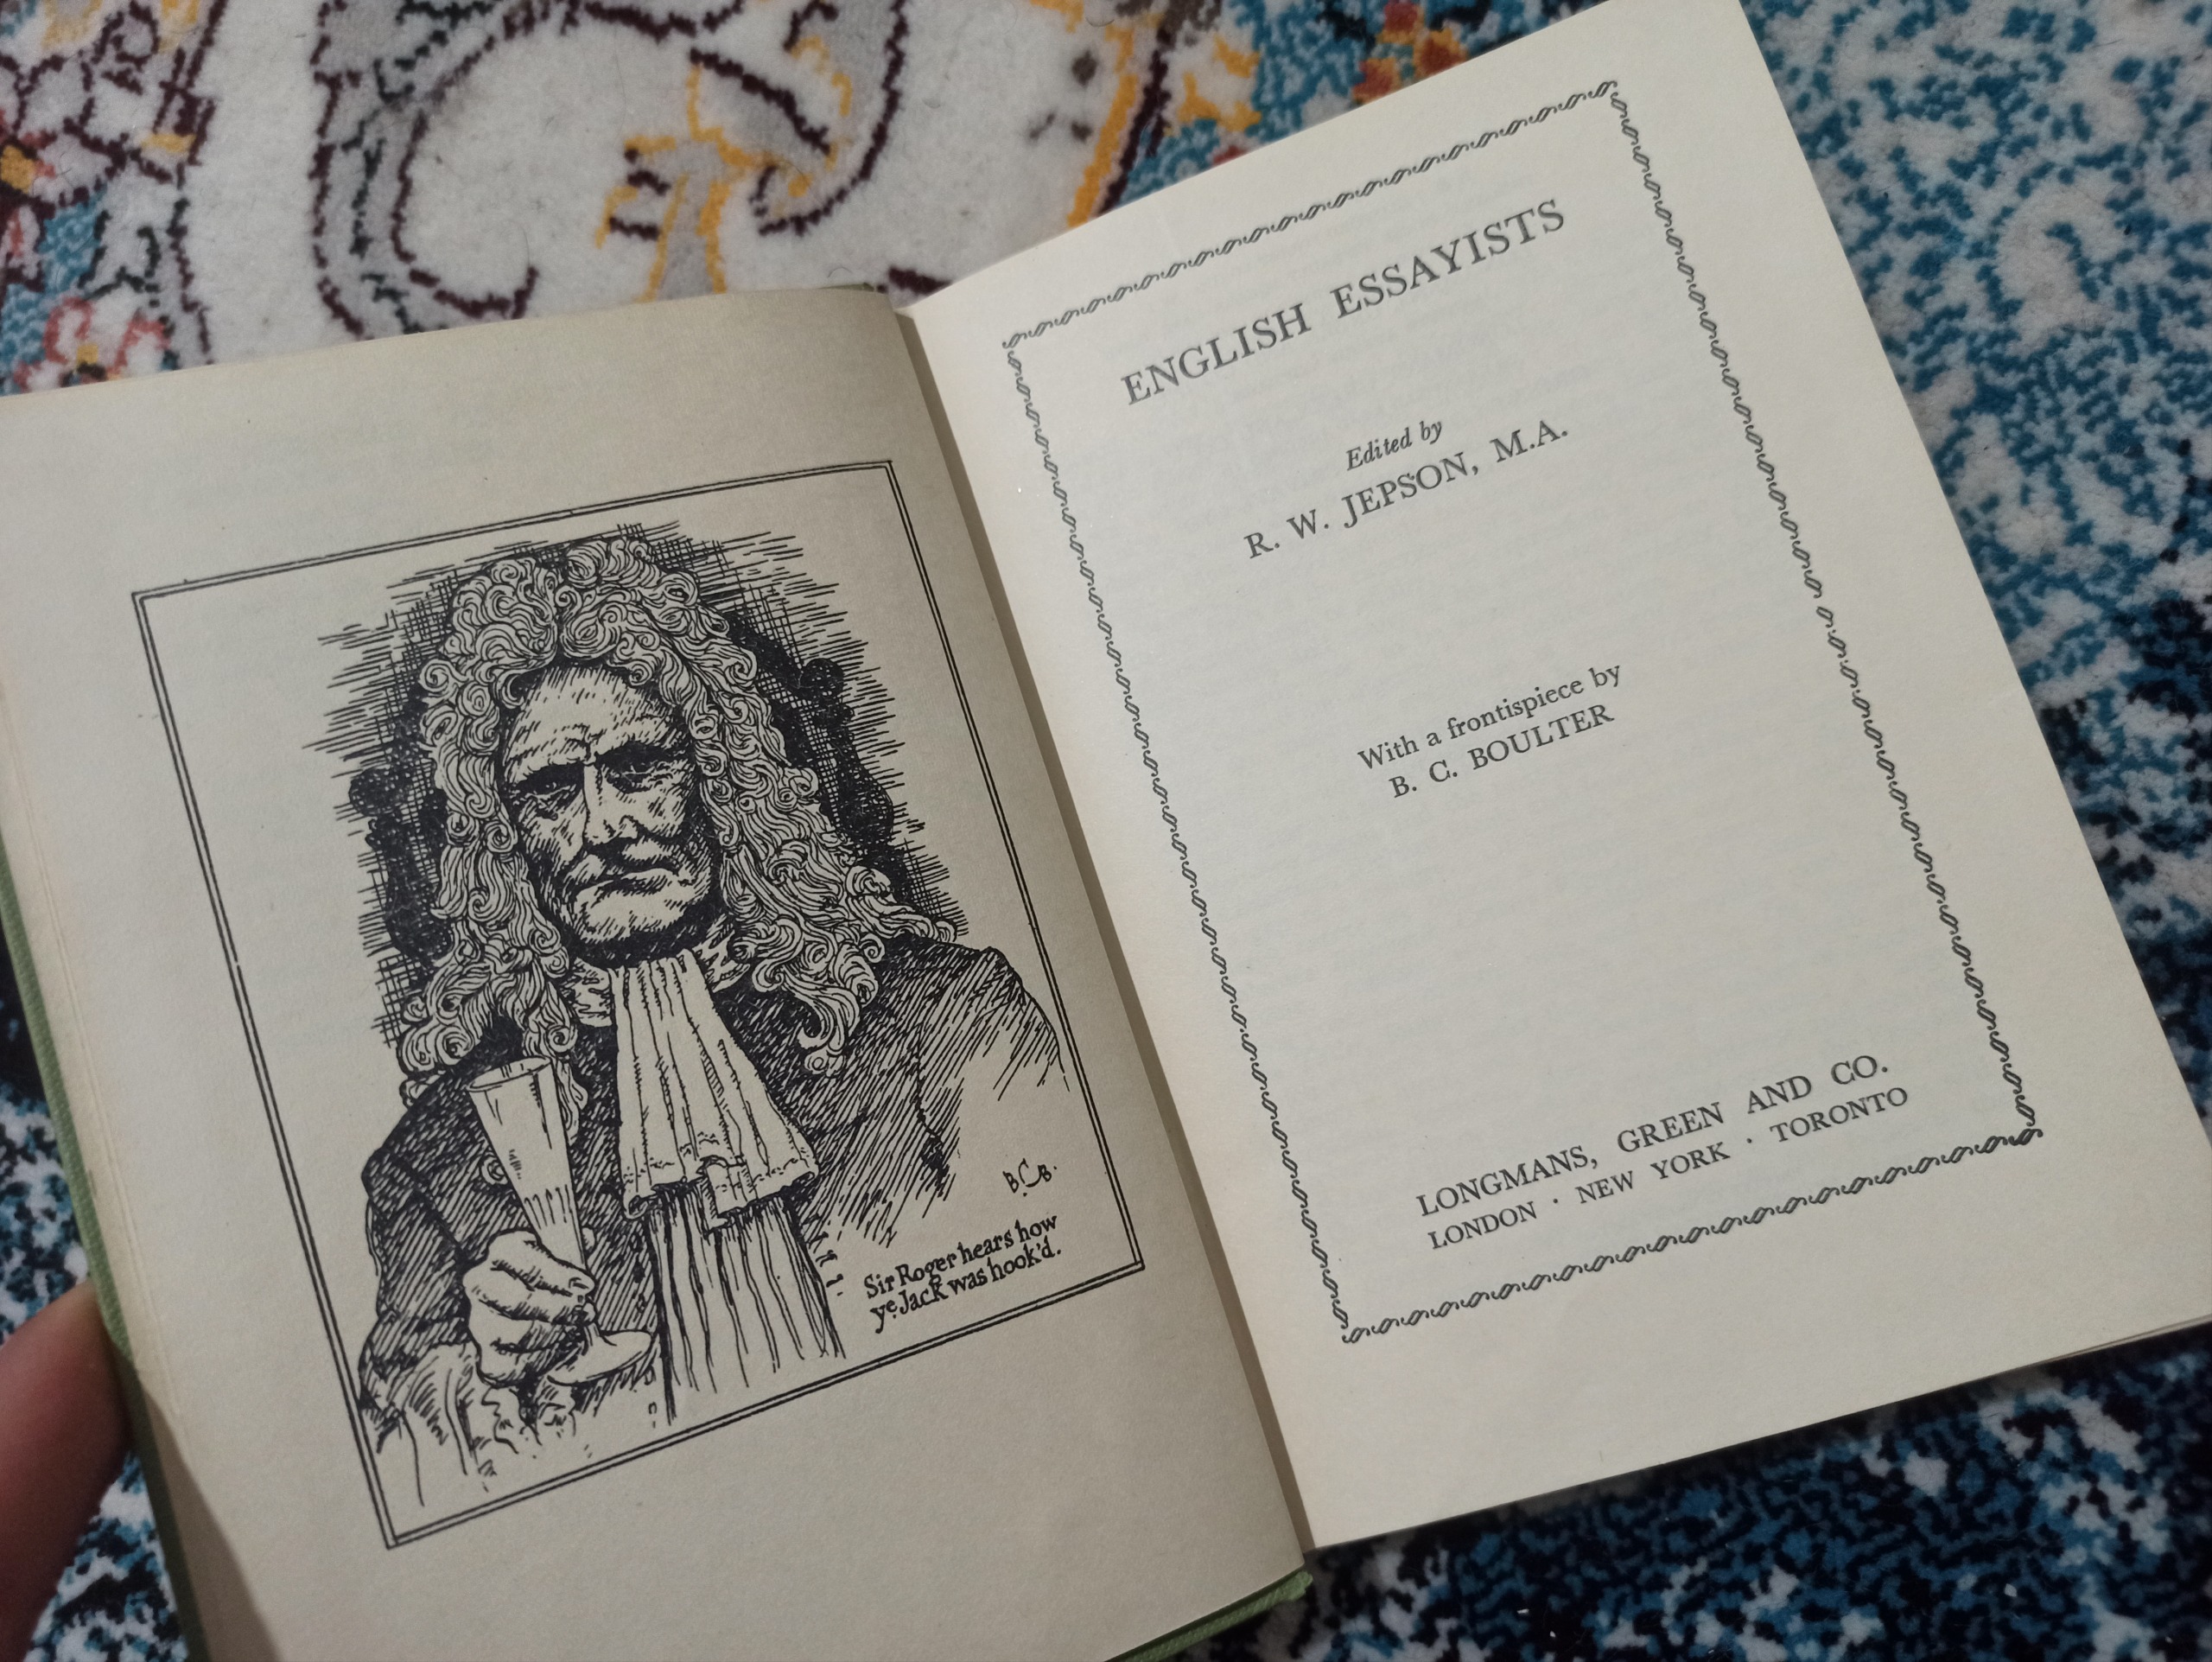 B.C.B.
Sir Roger hears how
ye Jack was hook'd.
ENGLISH ESSAYISTS
Edited by
R. W. JEPSON, M.A.
With a frontispiece by
B. C. BOULTER
LONGMANS, GREEN AND CO.
LONDON · NEW YORK · TORONTO